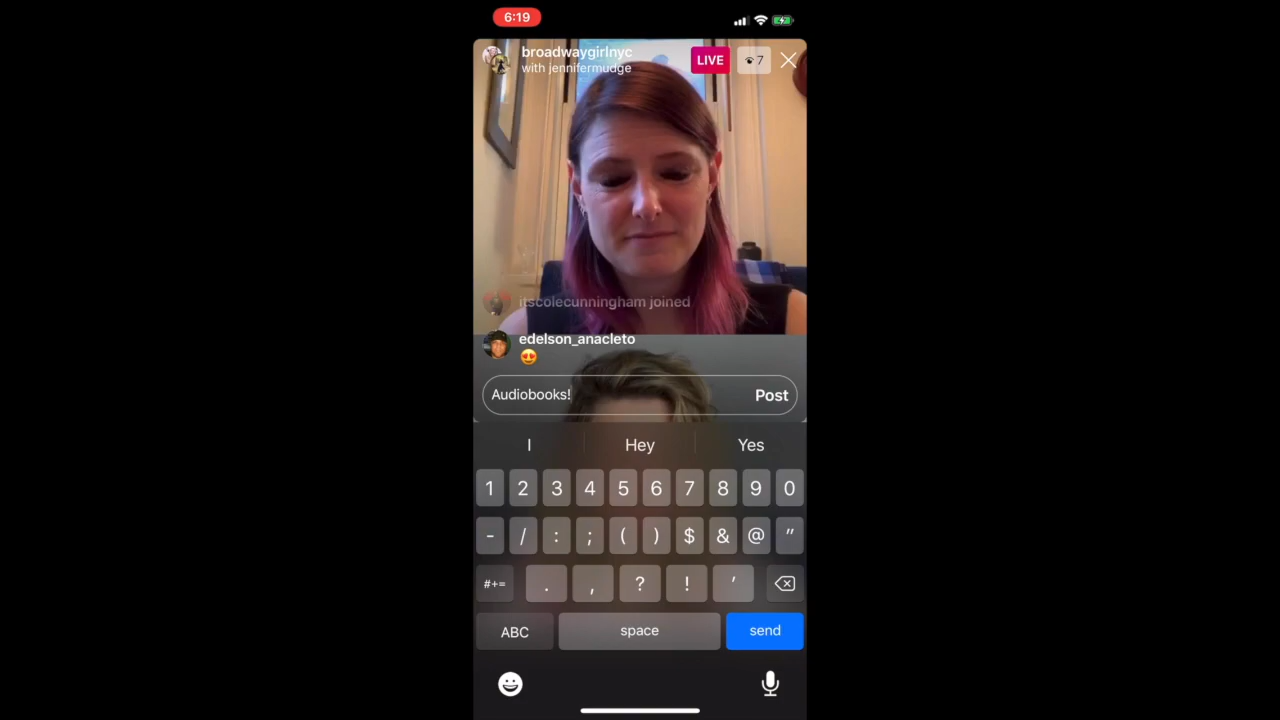 6:19
broadwaygirlnyc
with jennifermudge
LIVE
7
itscolecunningham joined
edelson_anacleto
Audiobooks!
Post
I
Hey
Yes
1 2 3 4 5 6 7 8 9 0
- / : ; ( ) $ & @ "
#+= . , ? ! '
ABC
space
send